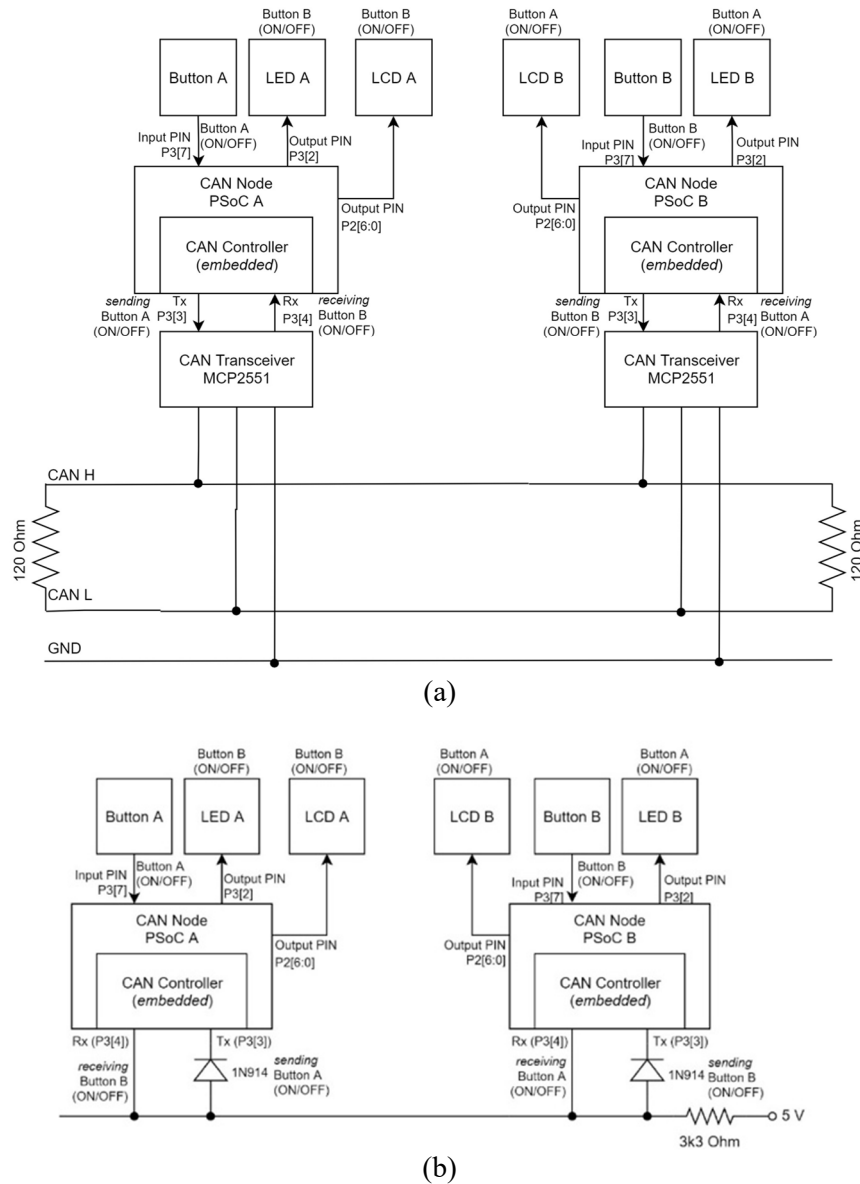 Button B
(ON/OFF)
Button B
(ON/OFF)
Button A
(ON/OFF)
Button A
(ON/OFF)
Button A
LED A
LCD A
LCD B
Button B
LED B
Input PIN
P3[7]
Button A
(ON/OFF)
Output PIN
P3[2]
Input PIN
P3[7]
Button B
(ON/OFF)
Output PIN
P3[2]
CAN Node
PSoC A
Output PIN
P2[6:0]
CAN Node
PSoC B
Output PIN
P2[6:0]
CAN Controller
(embedded)
CAN Controller
(embedded)
sending
Button A
(ON/OFF)
Tx
P3[3]
Rx
P3[4]
receiving
Button B
(ON/OFF)
sending
Button B
(ON/OFF)
Tx
P3[3]
Rx
P3[4]
receiving
Button A
(ON/OFF)
CAN Transceiver
MCP2551
CAN Transceiver
MCP2551
CAN H
120 Ohm
120 Ohm
CAN L
GND
(a)
Button B
(ON/OFF)
Button B
(ON/OFF)
Button A
(ON/OFF)
Button A
(ON/OFF)
Button A
LED A
LCD A
LCD B
Button B
LED B
Input PIN
P3[7]
Button A
(ON/OFF)
Output PIN
P3[2]
Input PIN
P3[7]
Button B
(ON/OFF)
Output PIN
P3[2]
CAN Node
PSoC A
Output PIN
P2[6:0]
Output PIN
P2[6:0]
CAN Node
PSoC B
CAN Controller
(embedded)
CAN Controller
(embedded)
Rx (P3[4])
Tx (P3[3])
Rx (P3[4])
Tx (P3[3])
receiving
Button B
(ON/OFF)
1N914
sending
Button A
(ON/OFF)
receiving
Button A
(ON/OFF)
1N914
sending
Button B
(ON/OFF)
5 V
3k3 Ohm
(b)